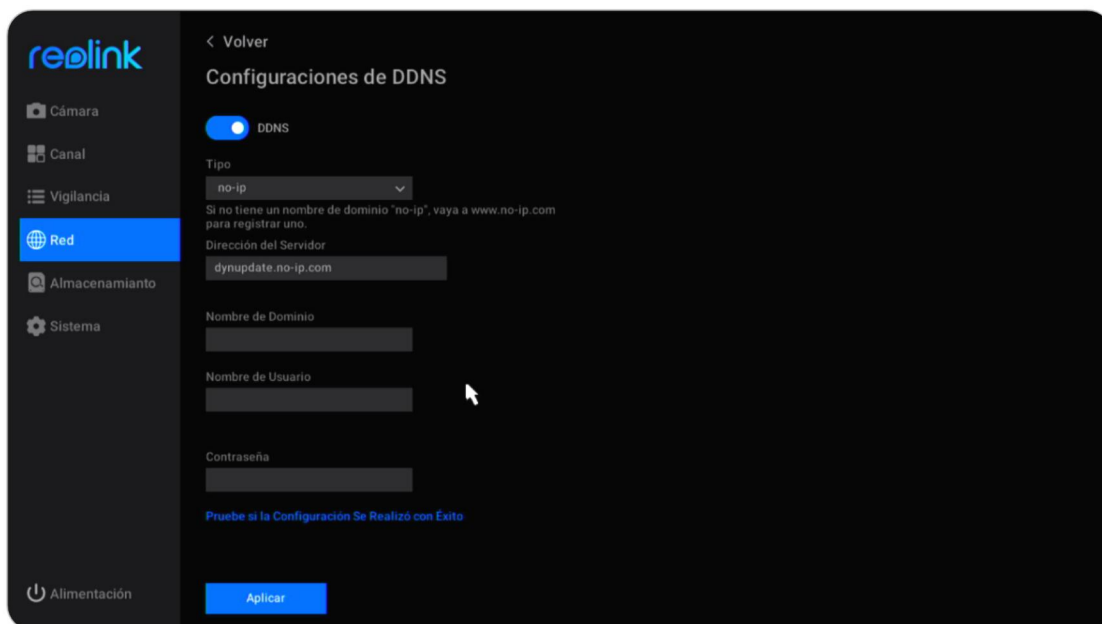 reolink
Cámara
Canal
Vigilancia
Red
Almacenamianto
Sistema
Alimentación
< Volver
Configuraciones de DDNS
DDNS
Tipo
no-ip
Si no tiene un nombre de dominio "no-ip", vaya a www.no-ip.com
para registrar uno.
Dirección del Servidor
dynupdate.no-ip.com
Nombre de Dominio
Nombre de Usuario
Contraseña
Pruebe si la Configuración Se Realizó con Éxito
Aplicar